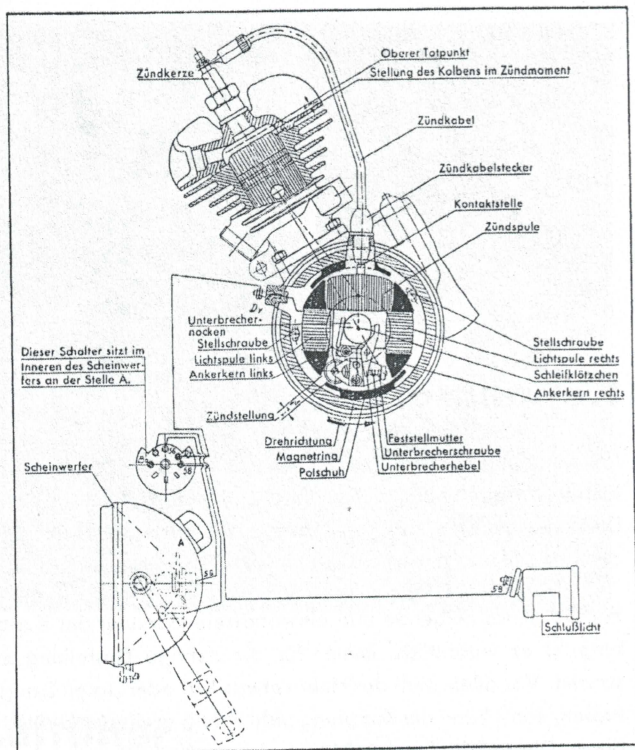 Oberer Totpunkt
Stellung des Kolbens im Zündmoment
Zündkerze
Zündkabel
Zündkabelstecker
Kontaktstelle
Zündspule
Unterbrecher-
nocken
Stellschraube
Lichtspule links
Ankerkern links
Stellschraube
Lichtspule rechts
Schleifklötzchen
Ankerkern rechts
Dieser Schalter sitzt im
Inneren des Scheinwer-
fers an der Stelle A.
Zündstellung
Drehrichtung
Magnetring
Polschuh
Feststellmutter
Unterbrecherschraube
Unterbrecherhebel
Scheinwerfer
56
58
A
58
Schlußlicht